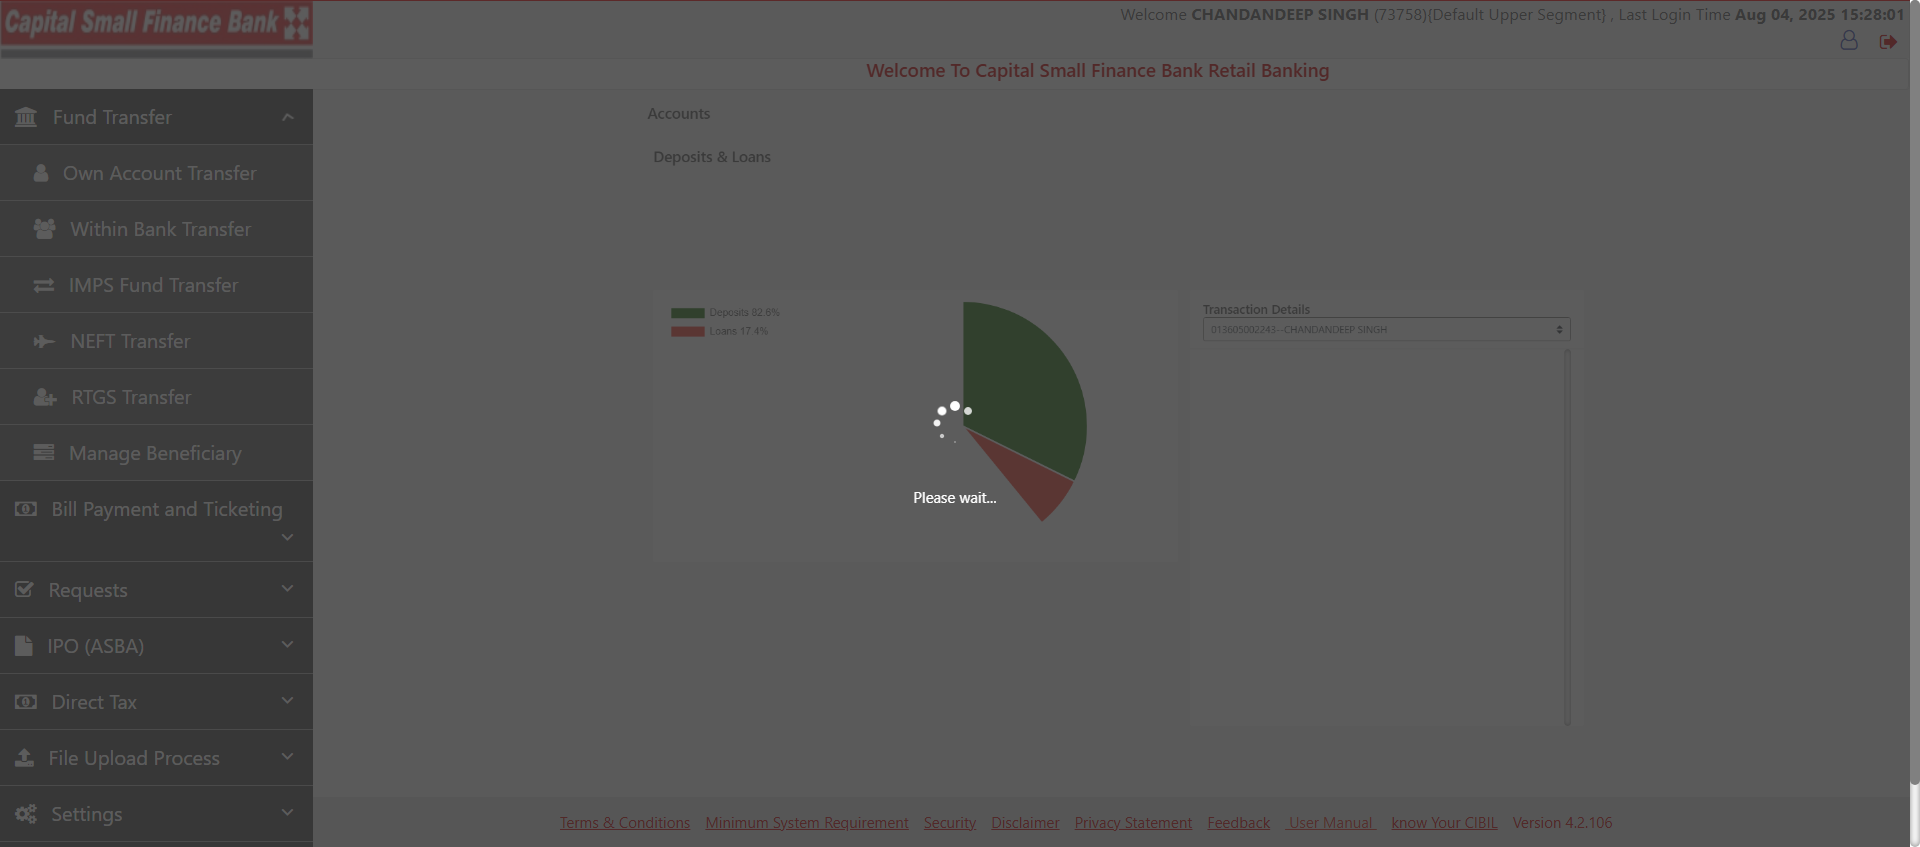 Capital Small Finance Bank
Welcome CHANDANDEEP SINGH (73758){Default Upper Segment} , Last Login Time Aug 04, 2025 15:28:01
Welcome To Capital Small Finance Bank Retail Banking
Fund Transfer
Own Account Transfer
Within Bank Transfer
IMPS Fund Transfer
NEFT Transfer
RTGS Transfer
Manage Beneficiary
Bill Payment and Ticketing
Requests
IPO (ASBA)
Direct Tax
File Upload Process
Settings
Accounts
Deposits & Loans
Deposits 82.6%
Loans 17.4%
Please wait...
Transaction Details
013605002243--CHANDANDEEP SINGH
Terms & Conditions Minimum System Requirement Security Disclaimer Privacy Statement Feedback User Manual know Your CIBIL Version 4.2.106